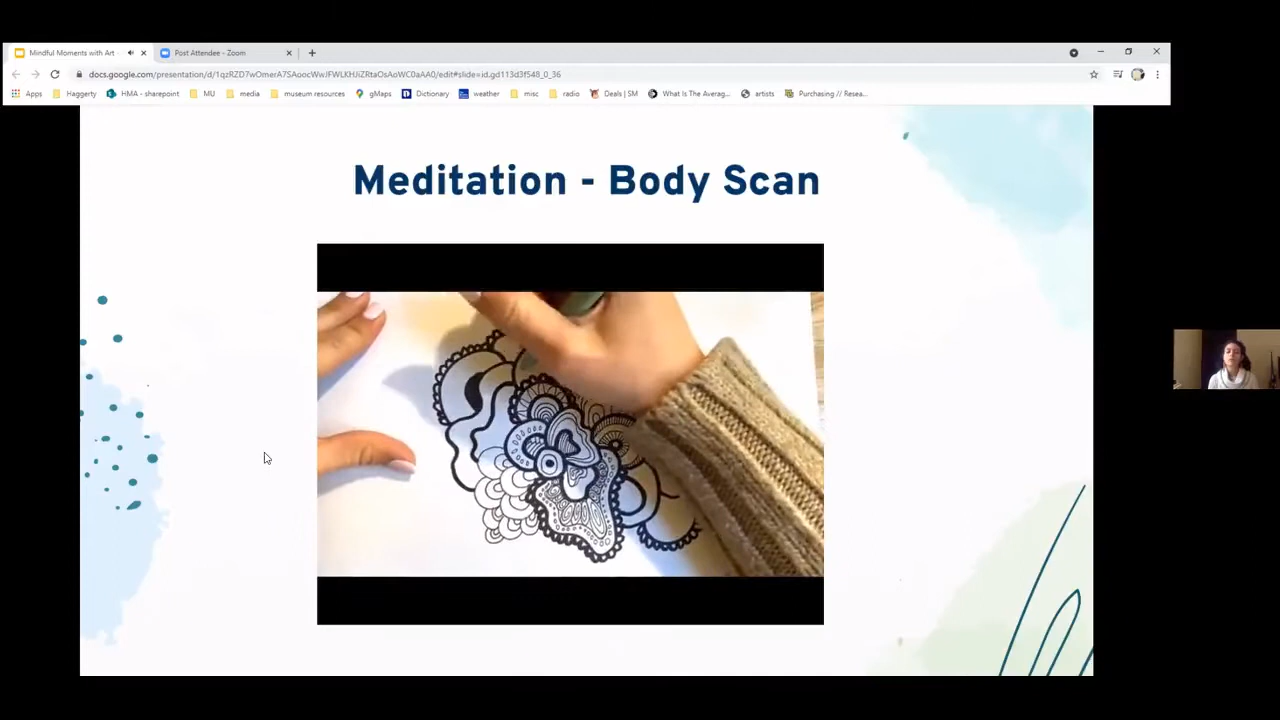 Mindful Moments with Art
Post Attendee - Zoom
docs.google.com/presentation/d/1qzRZD7wOmerA7SAoocWwJFWLKHJiZRtaOsAoWC0aAA0/edit#slide=id.gd113d3f548_0_36
Apps Haggerty HMA - sharepoint MU media museum resources gMaps Dictionary weather misc radio Deals | SM What Is The Averag... artists Purchasing // Resea...
Meditation - Body Scan